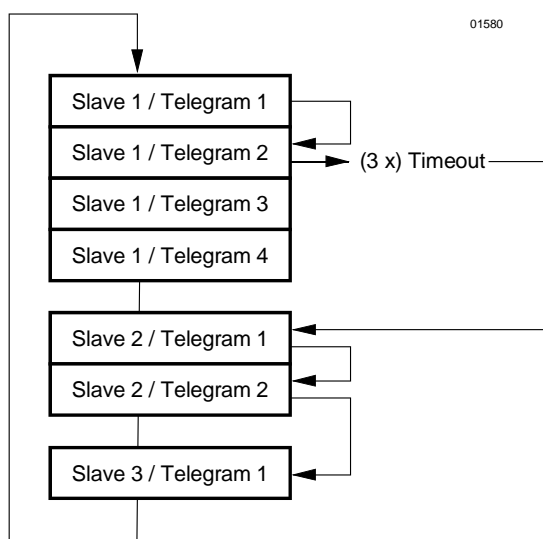 01580
Slave 1 / Telegram 1
Slave 1 / Telegram 2
(3 x) Timeout
Slave 1 / Telegram 3
Slave 1 / Telegram 4
Slave 2 / Telegram 1
Slave 2 / Telegram 2
Slave 3 / Telegram 1